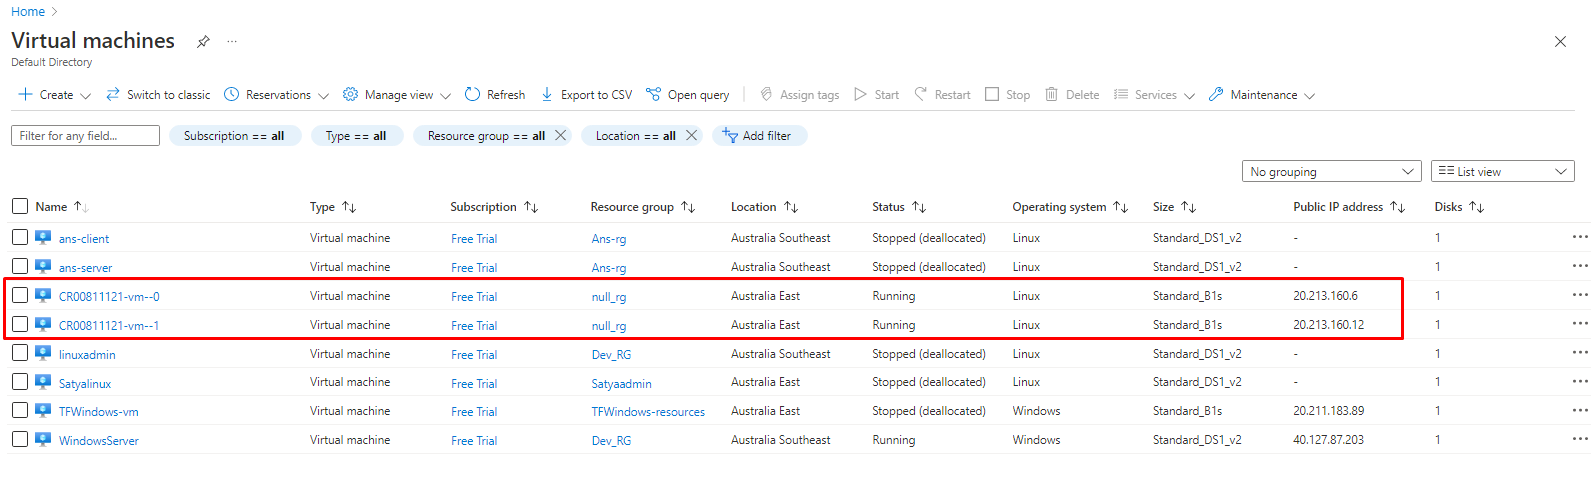 Home
Virtual machines
Default Directory
Create Switch to classic Reservations Manage view Refresh Export to CSV Open query Assign tags Start Restart Stop Delete Services Maintenance
Filter for any field... Subscription == all Type == all Resource group == all Location == all Add filter
No grouping List view
Name Type Subscription Resource group Location Status Operating system Size Public IP address Disks
ans-client Virtual machine Free Trial Ans-rg Australia Southeast Stopped (deallocated) Linux Standard_DS1_v2 - 1
ans-server Virtual machine Free Trial Ans-rg Australia Southeast Stopped (deallocated) Linux Standard_DS1_v2 - 1
CR00811121-vm--0 Virtual machine Free Trial null_rg Australia East Running Linux Standard_B1s 20.213.160.6 1
CR00811121-vm--1 Virtual machine Free Trial null_rg Australia East Running Linux Standard_B1s 20.213.160.12 1
linuxadmin Virtual machine Free Trial Dev_RG Australia Southeast Stopped (deallocated) Linux Standard_DS1_v2 - 1
Satyalinux Virtual machine Free Trial Satyaadmin Australia East Stopped (deallocated) Linux Standard_DS1_v2 - 1
TFWindows-vm Virtual machine Free Trial TFWindows-resources Australia East Stopped (deallocated) Windows Standard_B1s 20.211.183.89 1
WindowsServer Virtual machine Free Trial Dev_RG Australia Southeast Running Windows Standard_DS1_v2 40.127.87.203 1